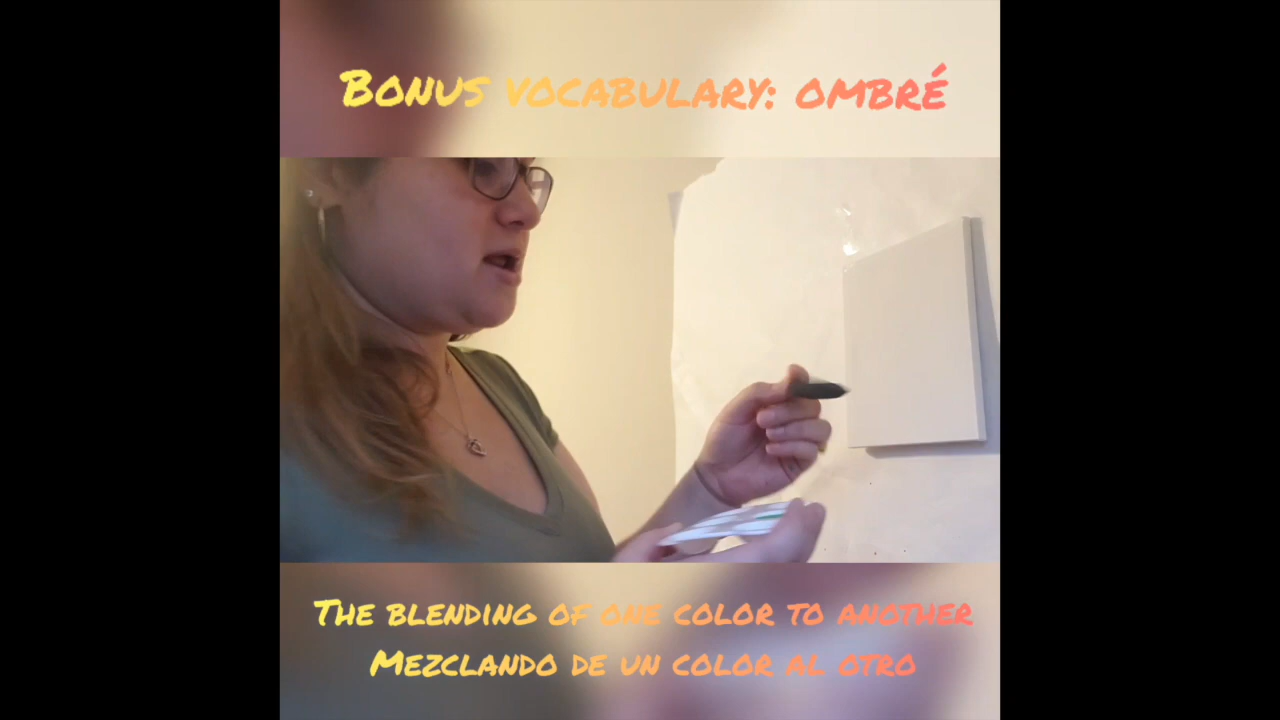 Bonus vocabulary: ombré
The blending of one color to another
Mezclando de un color al otro